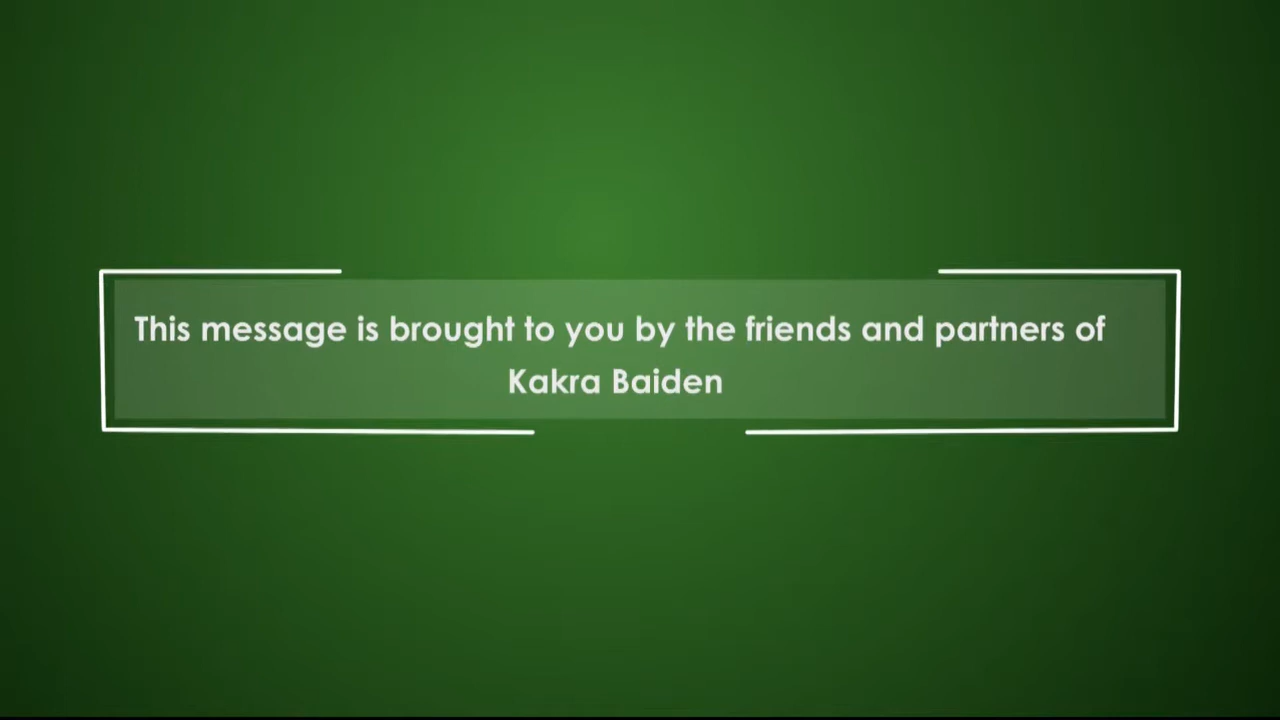 This message is brought to you by the friends and partners of
Kakra Baiden